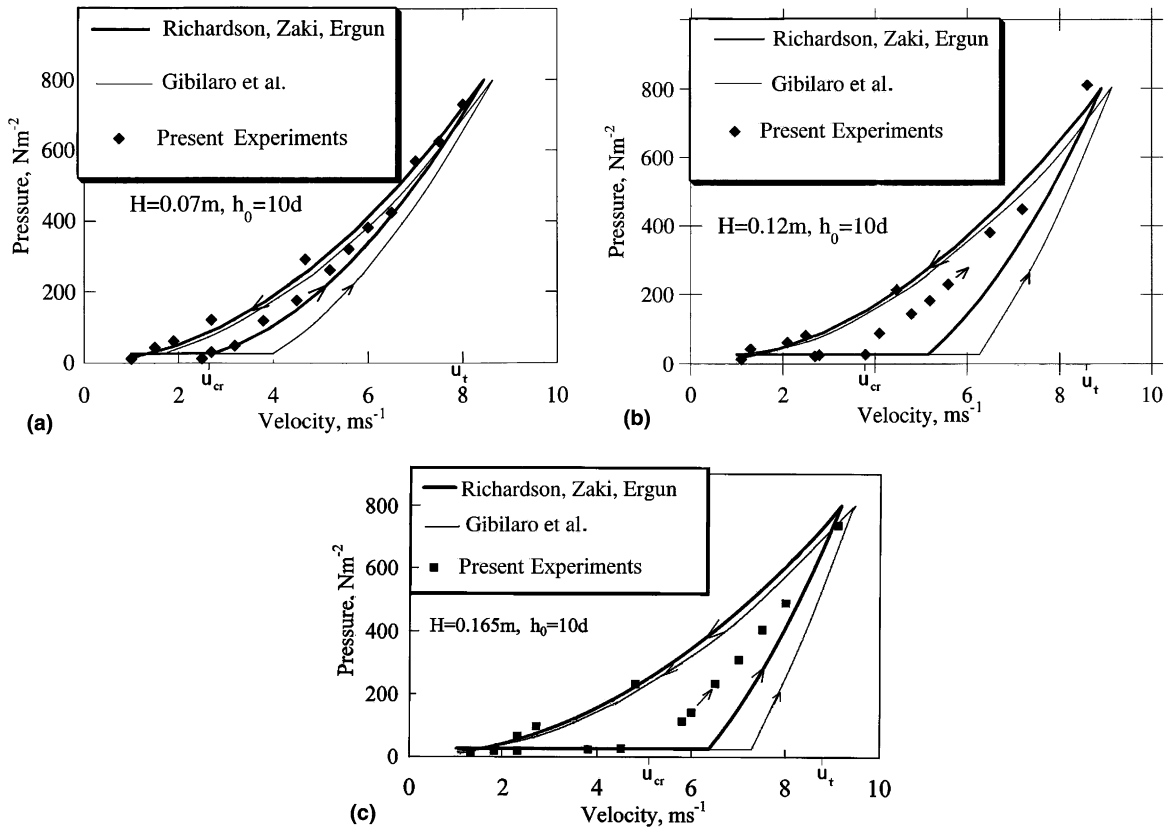 Richardson, Zaki, Ergun
Gibilaro et al.
Present Experiments
H=0.07m, h0=10d
Pressure, Nm-2
800
600
400
200
0
0
2
4
6
8
10
ucr
ut
Velocity, ms-1
(a)
Richardson, Zaki, Ergun
Gibilaro et al.
Present Experiments
H=0.12m, h0=10d
Pressure, Nm-2
800
600
400
200
0
0
2
4
6
8
10
ucr
ut
Velocity, ms-1
(b)
Richardson, Zaki, Ergun
Gibilaro et al.
Present Experiments
H=0.165m, h0=10d
Pressure, Nm-2
800
600
400
200
0
0
2
4
6
8
10
ucr
ut
Velocity, ms-1
(c)